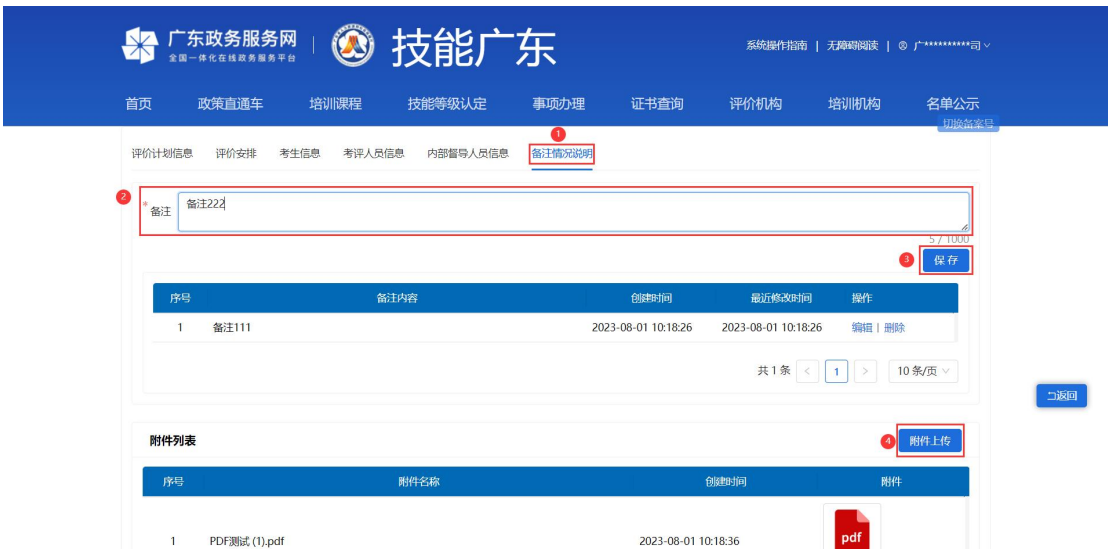 广东政务服务网
全国一体化在线政务服务平台
技能广东
系统操作指南 | 无障碍阅读 | 广**********司
首页 政策直通车 培训课程 技能等级认定 事项办理 证书查询 评价机构 培训机构 名单公示
切换备案号
1
评价计划信息 评价安排 考生信息 考评人员信息 内部督导人员信息 备注情况说明
2
* 备注 备注222
5 / 1000
3 保存
序号 备注内容 创建时间 最近修改时间 操作
1 备注111 2023-08-01 10:18:26 2023-08-01 10:18:26 编辑 | 删除
共 1 条 < 1 > 10 条/页
返回
附件列表 4 附件上传
序号 附件名称 创建时间 附件
1 PDF测试 (1).pdf 2023-08-01 10:18:36 pdf